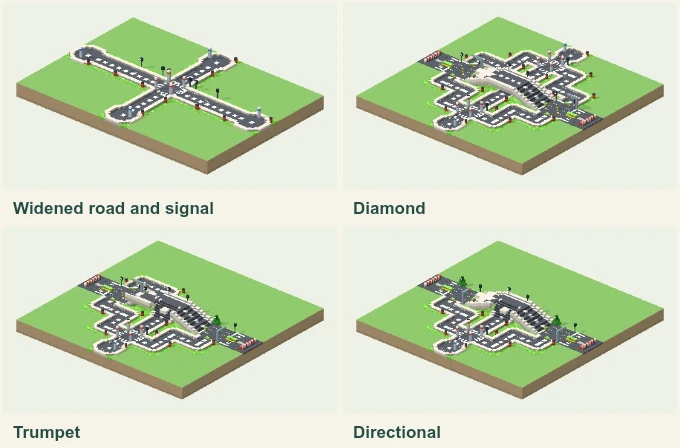 Widened road and signal
Diamond
Trumpet
Directional